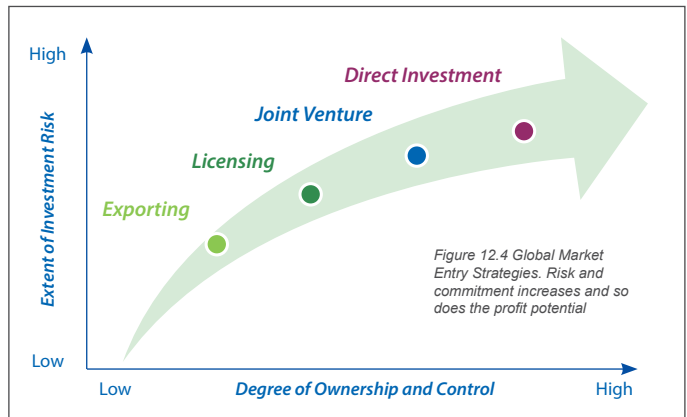 High
Direct Investment
Joint Venture
Licensing
Exporting
Extent of Investment Risk
Figure 12.4 Global Market
Entry Strategies. Risk and
commitment increases and so
does the profit potential
Low
Low
Degree of Ownership and Control
High